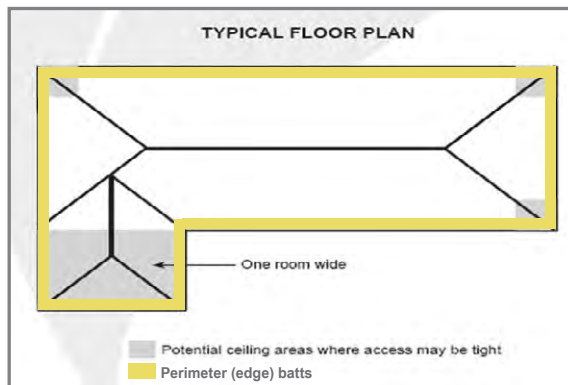 TYPICAL FLOOR PLAN
One room wide
Potential ceiling areas where access may be tight
Perimeter (edge) batts